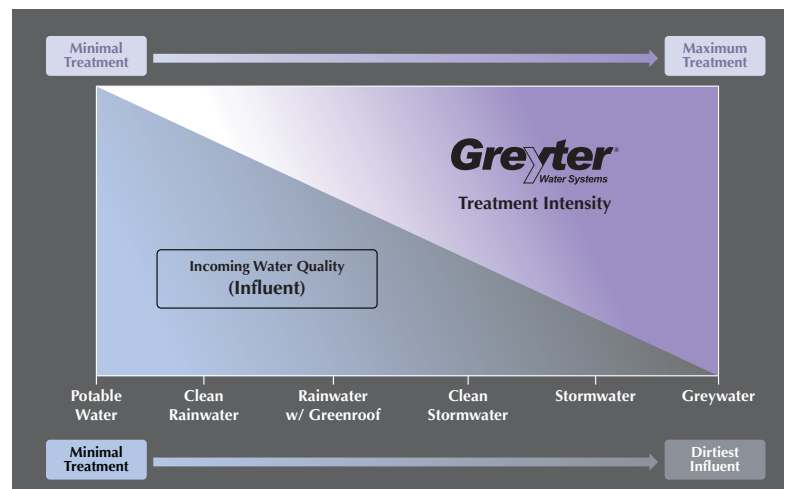 Minimal
Treatment
Maximum
Treatment
Greyter®
Water Systems
Treatment Intensity
Incoming Water Quality
(Influent)
Potable
Water
Clean
Rainwater
Rainwater
w/ Greenroof
Clean
Stormwater
Stormwater
Greywater
Minimal
Treatment
Dirtiest
Influent